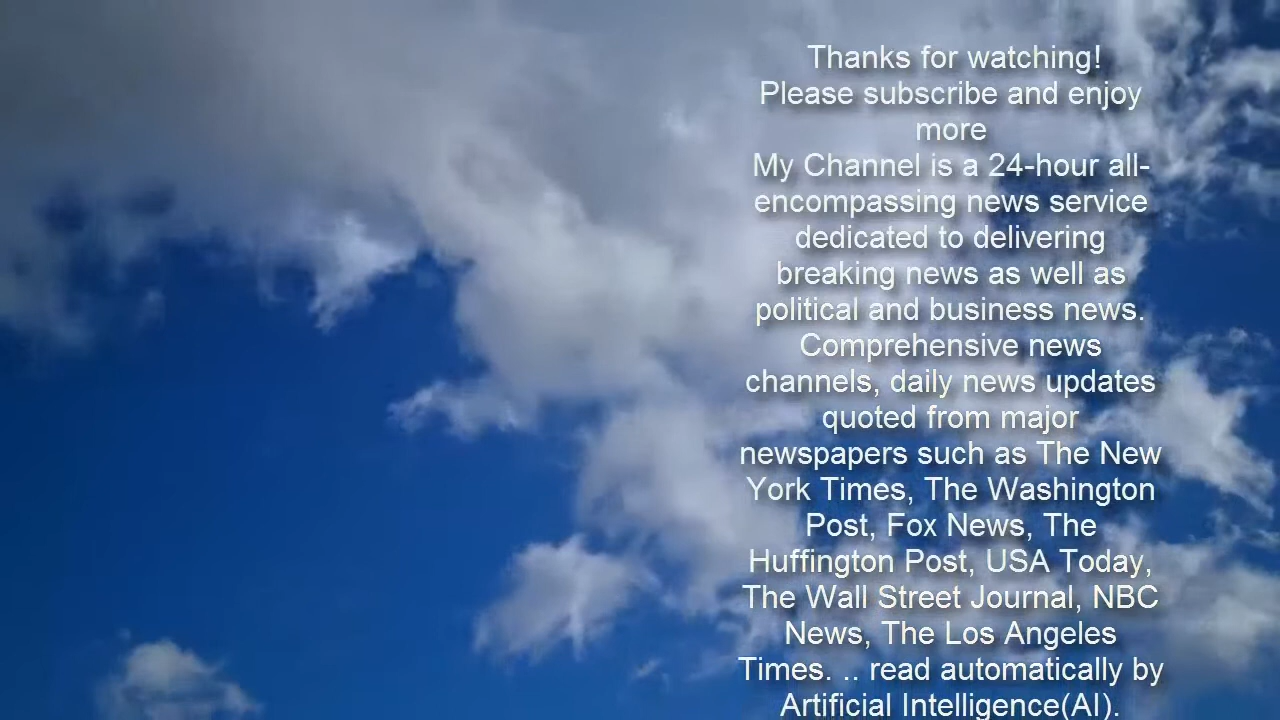 Thanks for watching!
Please subscribe and enjoy
more
My Channel is a 24-hour all-
encompassing news service
dedicated to delivering
breaking news as well as
political and business news.
Comprehensive news
channels, daily news updates
quoted from major
newspapers such as The New
York Times, The Washington
Post, Fox News, The
Huffington Post, USA Today,
The Wall Street Journal, NBC
News, The Los Angeles
Times. .. read automatically by
Artificial Intelligence(AI).